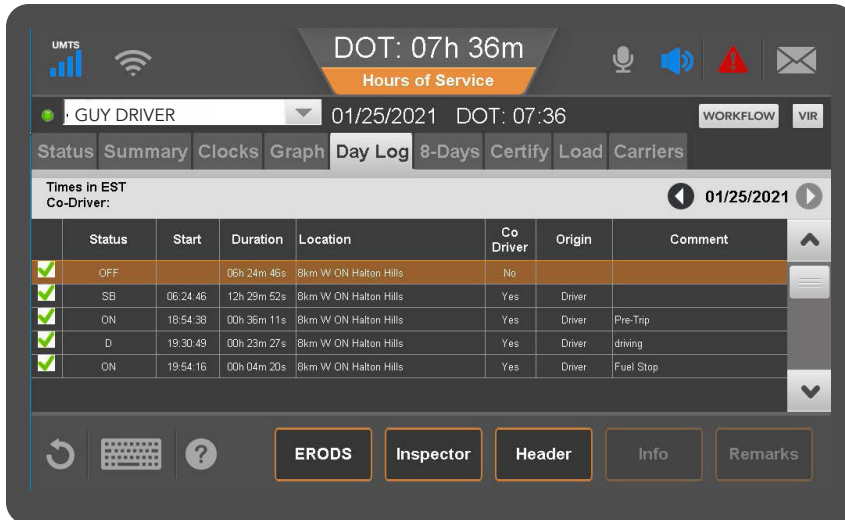 UMTS
DOT: 07h 36m
Hours of Service
GUY DRIVER
01/25/2021 DOT: 07:36
WORKFLOW
VIR
Status Summary Clocks Graph Day Log 8-Days Certify Load Carriers
Times in EST
Co-Driver:
01/25/2021
Status Start Duration Location Co Driver Origin Comment
OFF 06h 24m 46s 8km W ON Halton Hills No
SB 06:24:46 12h 29m 52s 8km W ON Halton Hills Yes Driver
ON 18:54:38 00h 36m 11s 8km W ON Halton Hills Yes Driver Pre-Trip
D 19:30:49 00h 23m 27s 8km W ON Halton Hills Yes Driver driving
ON 19:54:16 00h 04m 20s 8km W ON Halton Hills Yes Driver Fuel Stop
ERODS Inspector Header Info Remarks